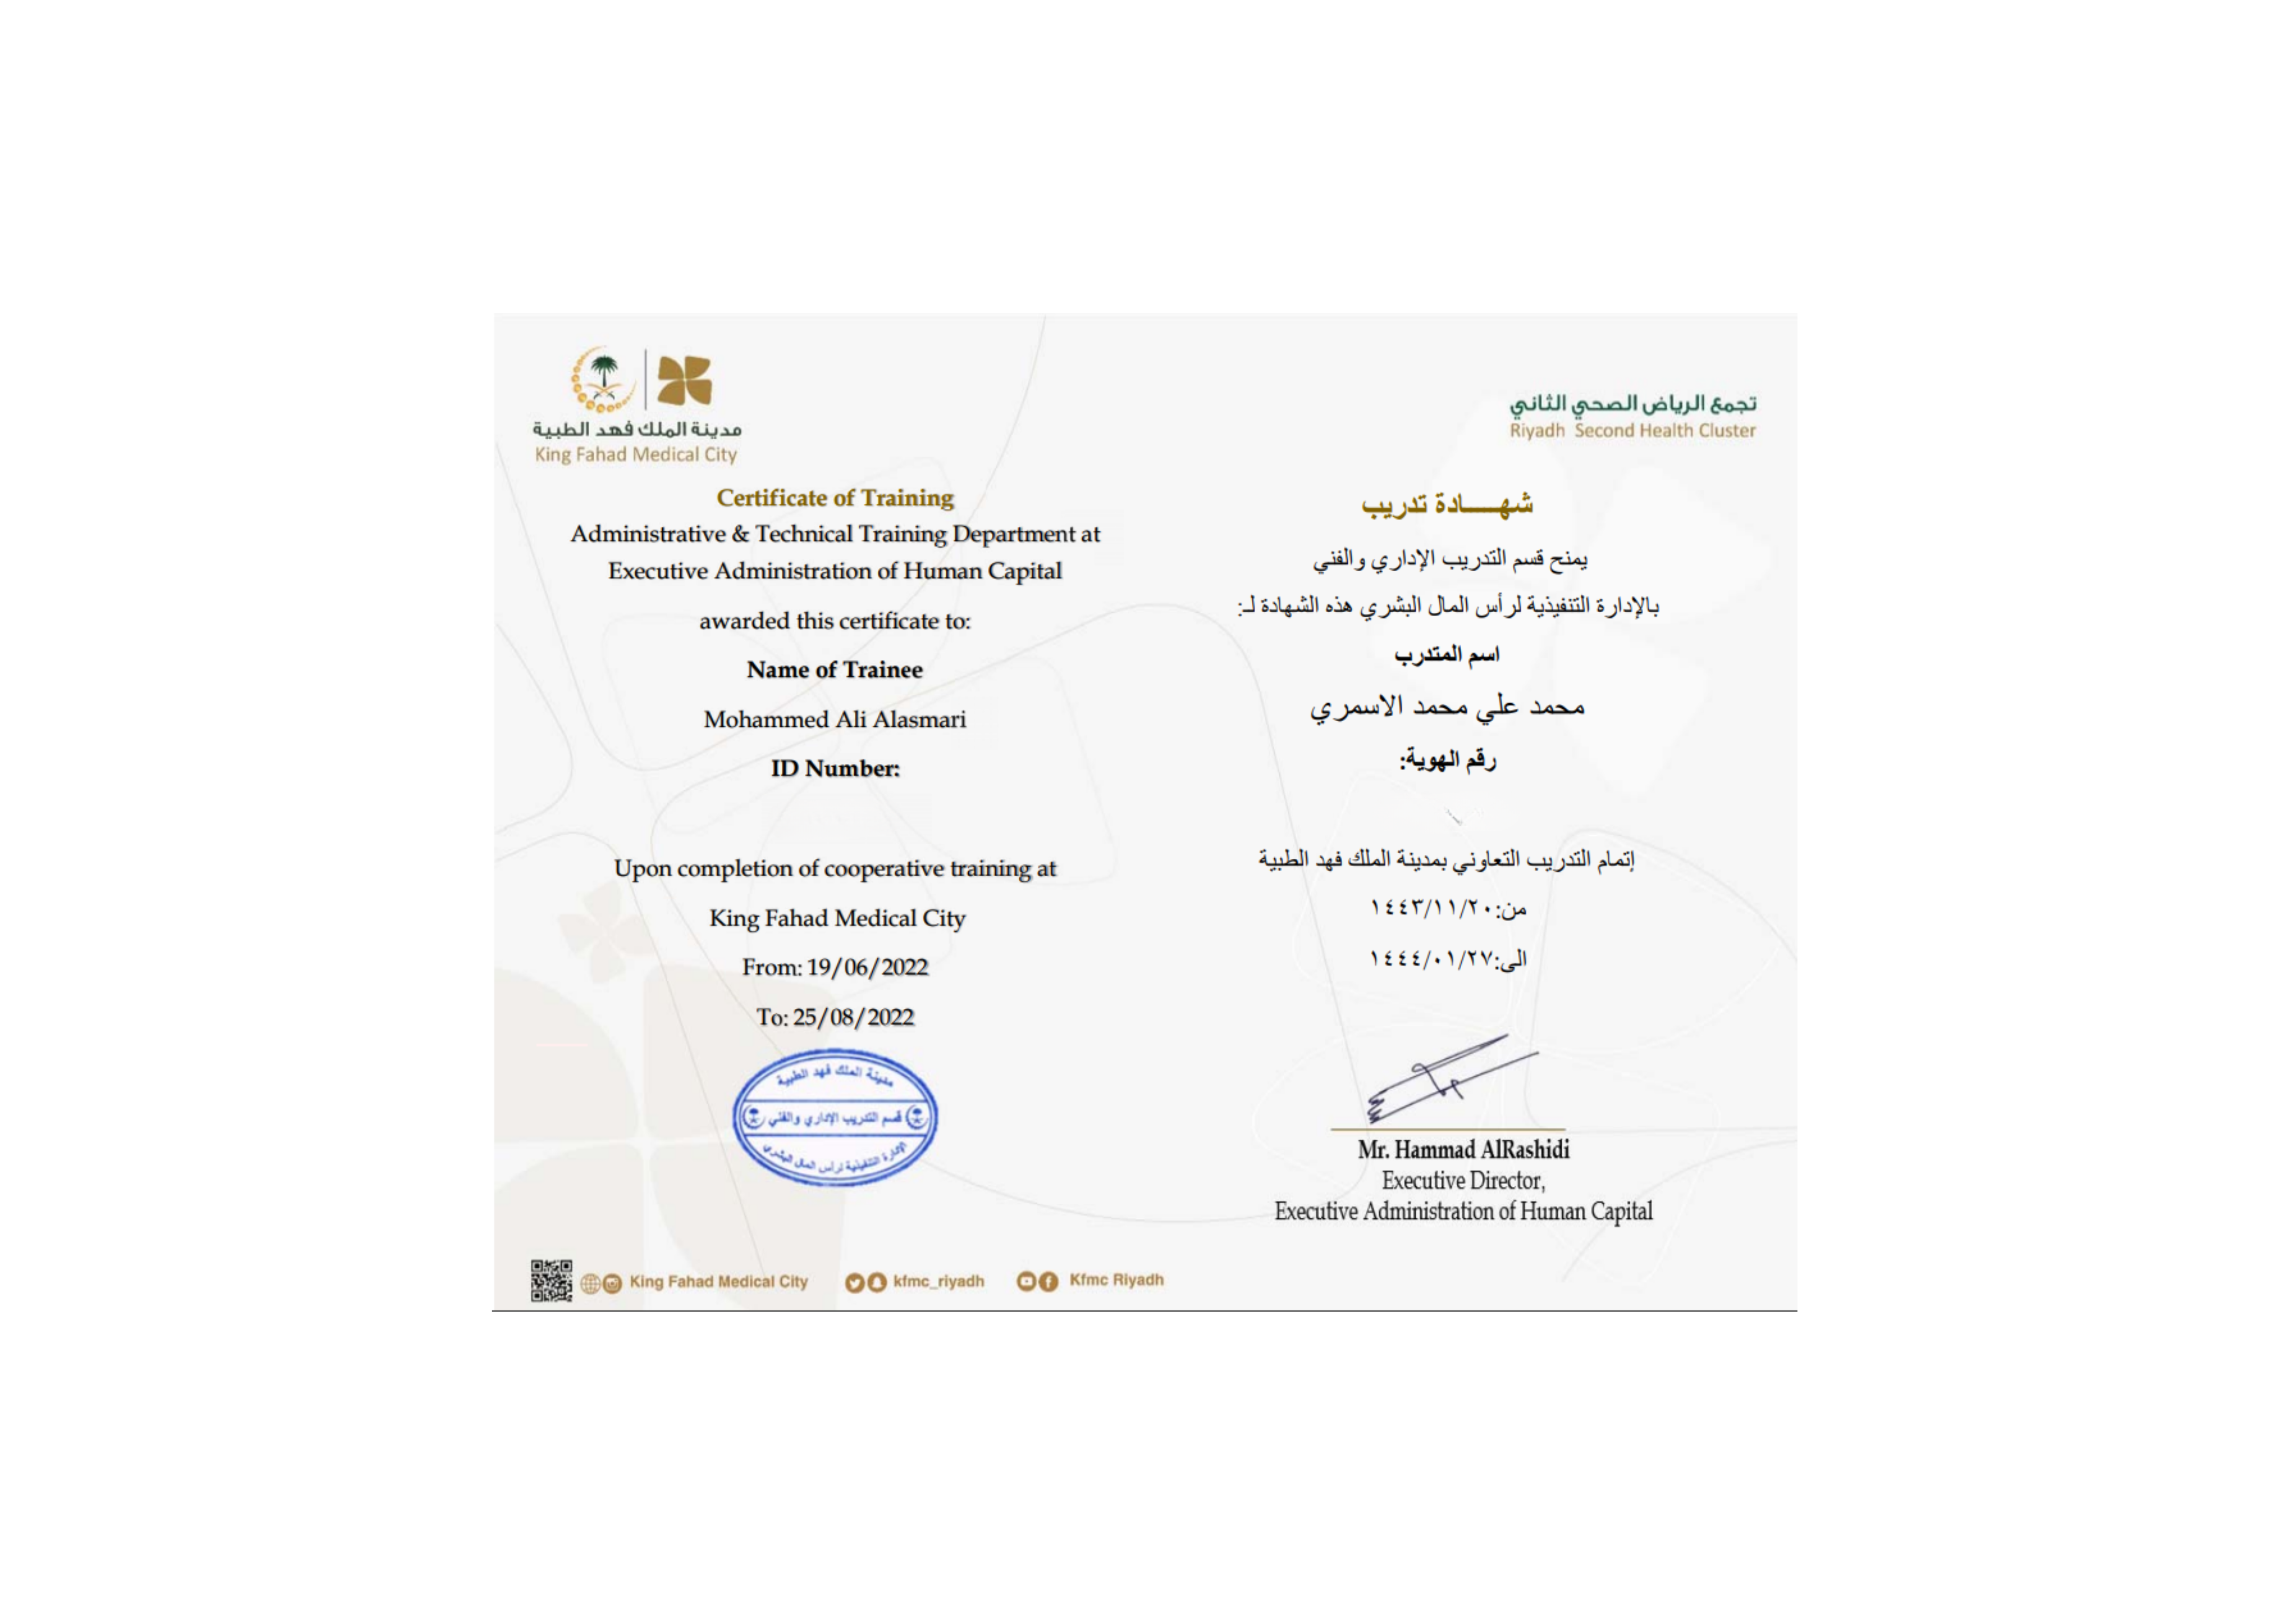 مدينة الملك فهد الطبية
King Fahad Medical City
تجمع الرياض الصحي الثاني
Riyadh Second Health Cluster
Certificate of Training
Administrative & Technical Training Department at
Executive Administration of Human Capital
awarded this certificate to:
Name of Trainee
Mohammed Ali Alasmari
ID Number:
Upon completion of cooperative training at
King Fahad Medical City
From: 19/06/2022
To: 25/08/2022
مدينة الملك فهد الطبية
قسم التدريب الإداري والفني
الإدارة التنفيذية لرأس المال البشري
شهـــــادة تدريب
يمنح قسم التدريب الإداري والفني
بالإدارة التنفيذية لرأس المال البشري هذه الشهادة لـ:
اسم المتدرب
محمد علي محمد الاسمري
رقم الهوية:
إتمام التدريب التعاوني بمدينة الملك فهد الطبية
من:١٤٤٣/١١/٢٠
الى:١٤٤٤/٠١/٢٧
Mr. Hammad AlRashidi
Executive Director,
Executive Administration of Human Capital
King Fahad Medical City
kfmc_riyadh
Kfmc Riyadh